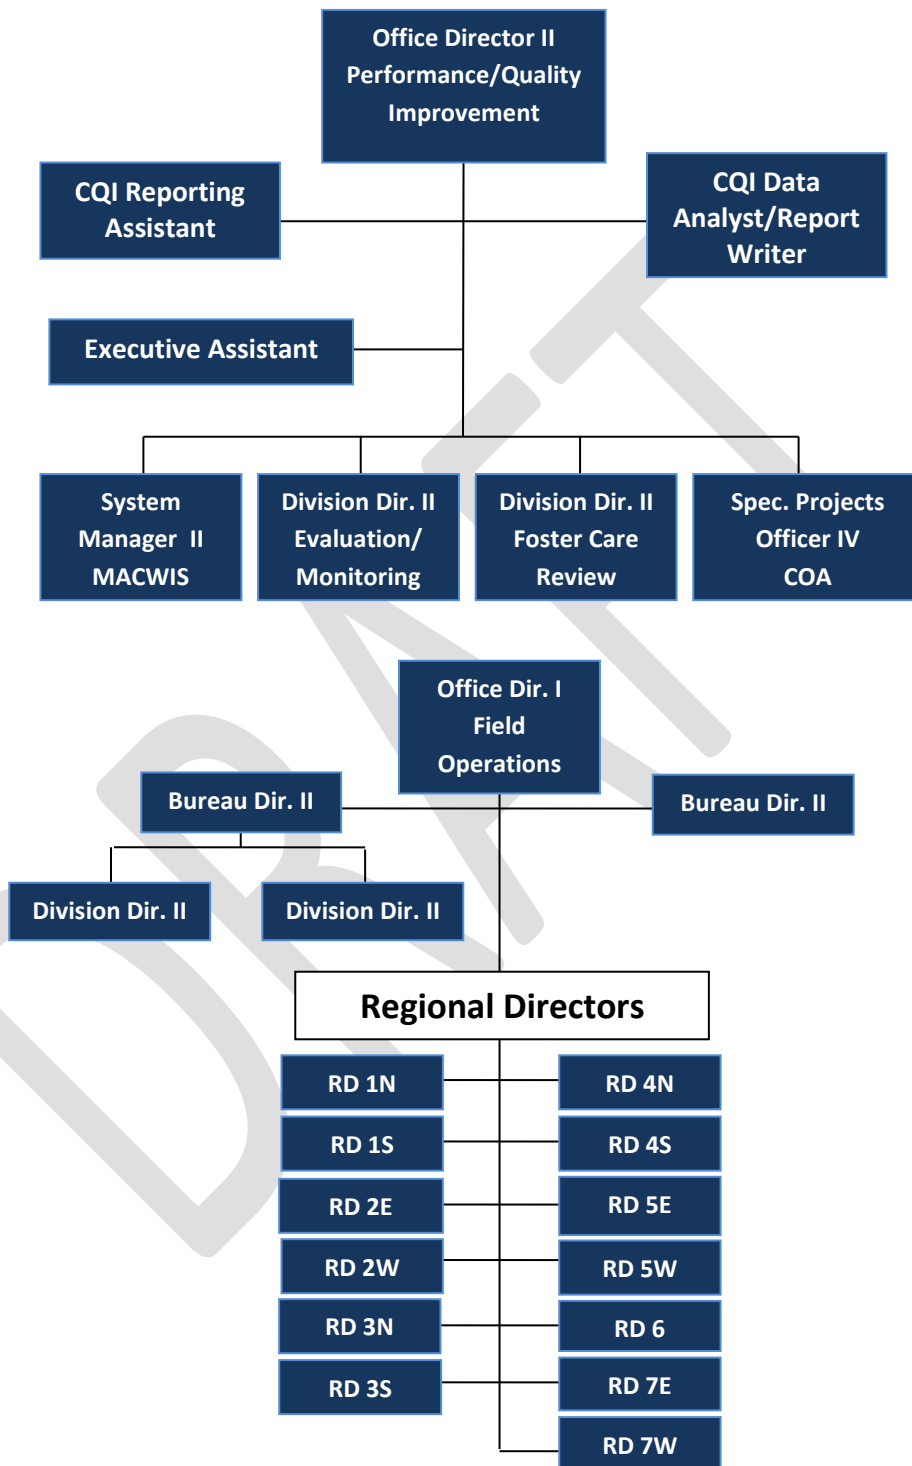 Office Director II
Performance/Quality
Improvement
CQI Reporting
Assistant
CQI Data
Analyst/Report
Writer
Executive Assistant
System
Manager II
MACWIS
Division Dir. II
Evaluation/
Monitoring
Division Dir. II
Foster Care
Review
Spec. Projects
Officer IV
COA
Office Dir. I
Field
Operations
Bureau Dir. II
Bureau Dir. II
Division Dir. II
Division Dir. II
Regional Directors
RD 1N
RD 4N
RD 1S
RD 4S
RD 2E
RD 5E
RD 2W
RD 5W
RD 3N
RD 6
RD 3S
RD 7E
RD 7W
DRAFT